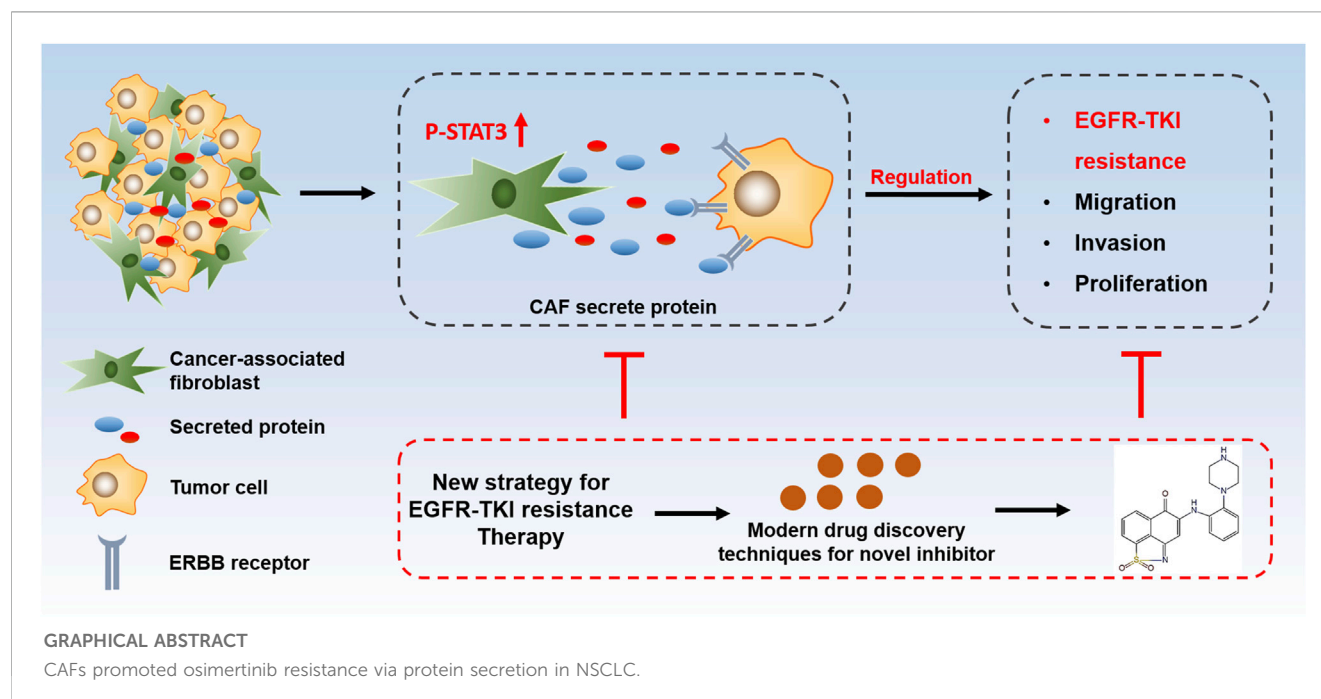 P-STAT3
CAF secrete protein
Regulation
• EGFR-TKI
resistance
• Migration
• Invasion
• Proliferation
Cancer-associated
fibroblast
Secreted protein
Tumor cell
ERBB receptor
New strategy for
EGFR-TKI resistance
Therapy
Modern drug discovery
techniques for novel inhibitor
H
N
N
O
H
N
S
N
O
O
GRAPHICAL ABSTRACT
CAFs promoted osimertinib resistance via protein secretion in NSCLC.